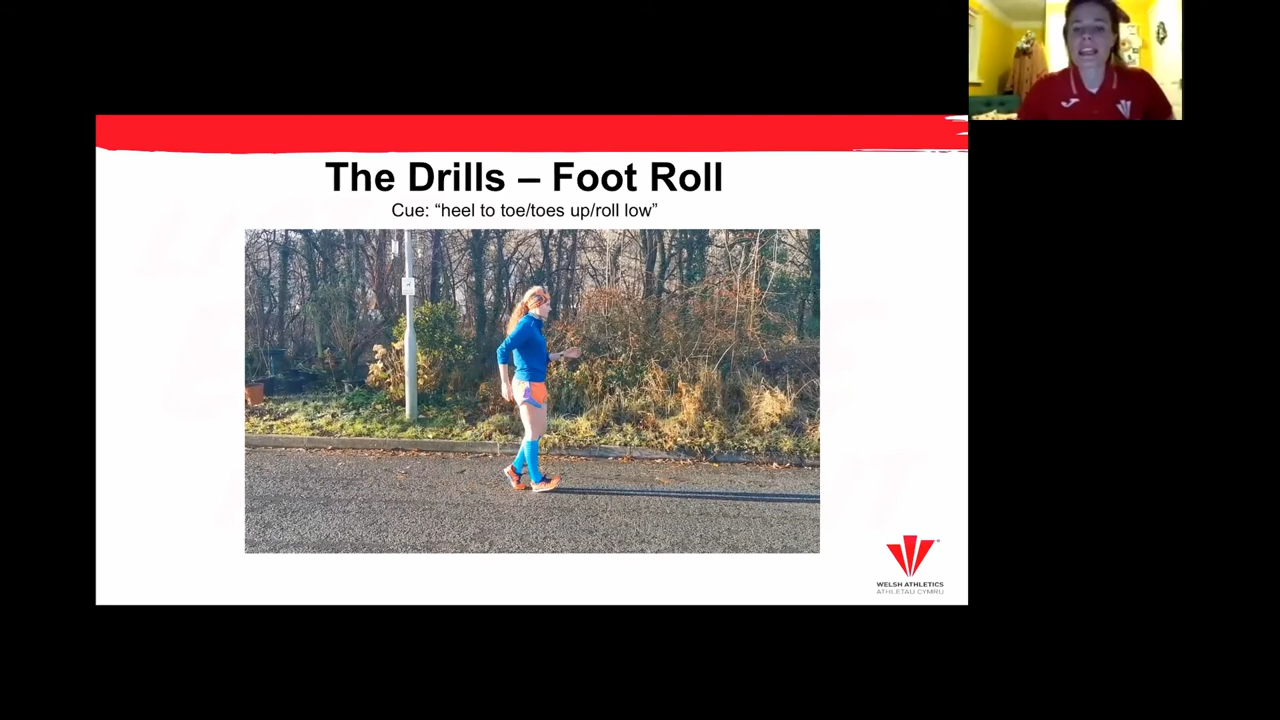 The Drills – Foot Roll
Cue: “heel to toe/toes up/roll low”
WELSH ATHLETICS
ATHLETAU CYMRU